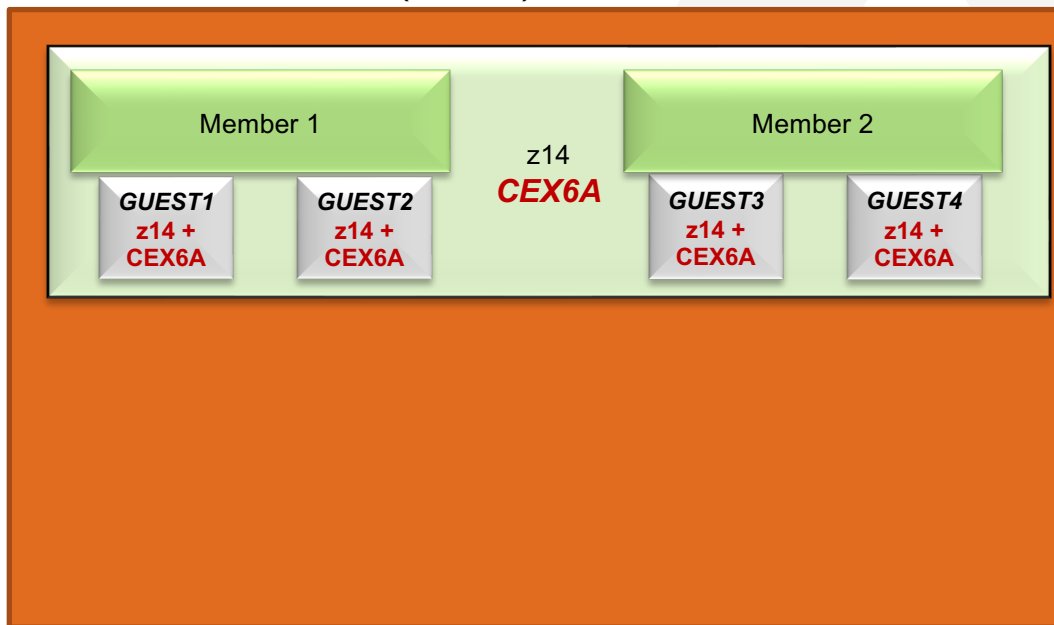 Member 1
Member 2
z14
CEX6A
GUEST1
z14 +
CEX6A
GUEST2
z14 +
CEX6A
GUEST3
z14 +
CEX6A
GUEST4
z14 +
CEX6A